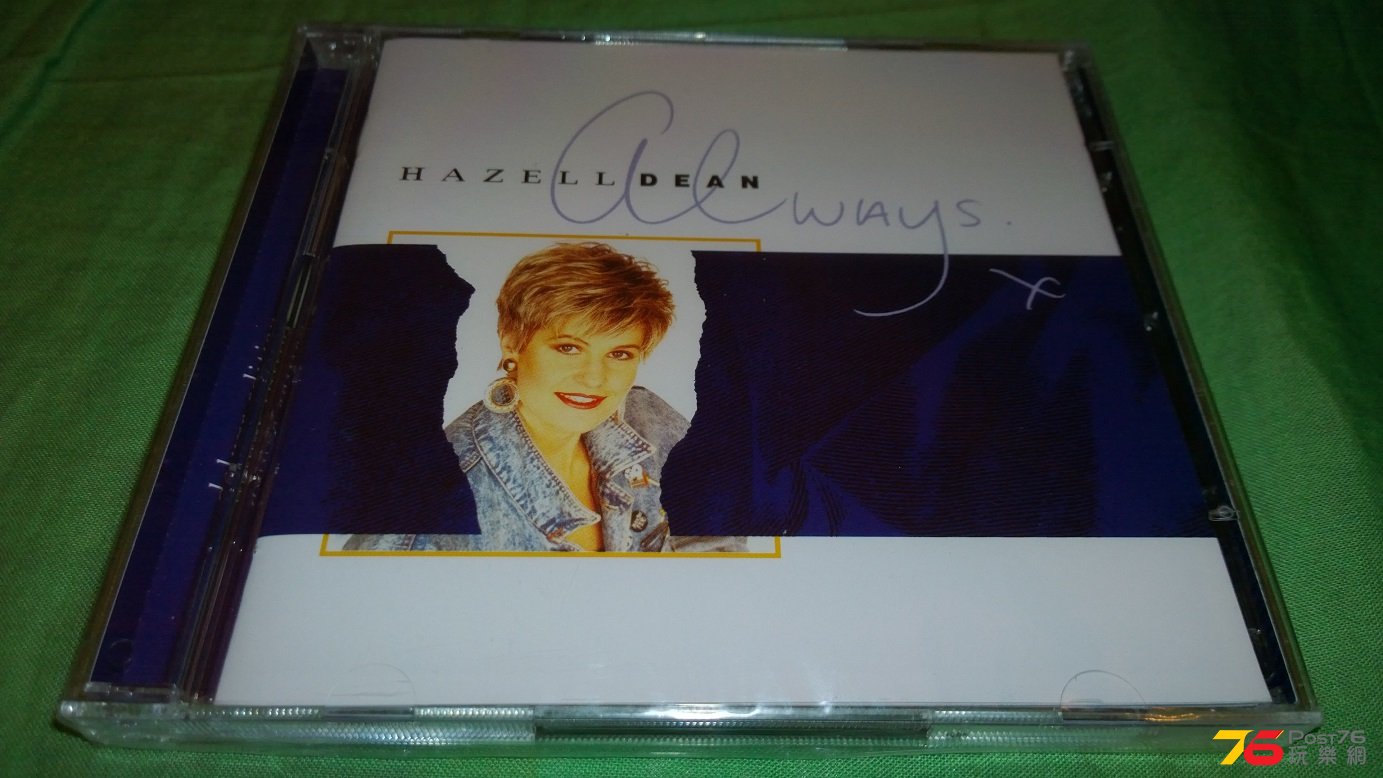 HAZELL DEAN
always.
x
76 Post76
玩樂網